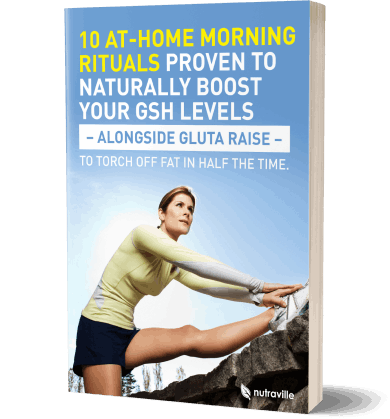 10 AT-HOME MORNING
RITUALS PROVEN TO
NATURALLY BOOST
YOUR GSH LEVELS
– ALONGSIDE GLUTA RAISE –
TO TORCH OFF FAT IN HALF THE TIME.
nutraville